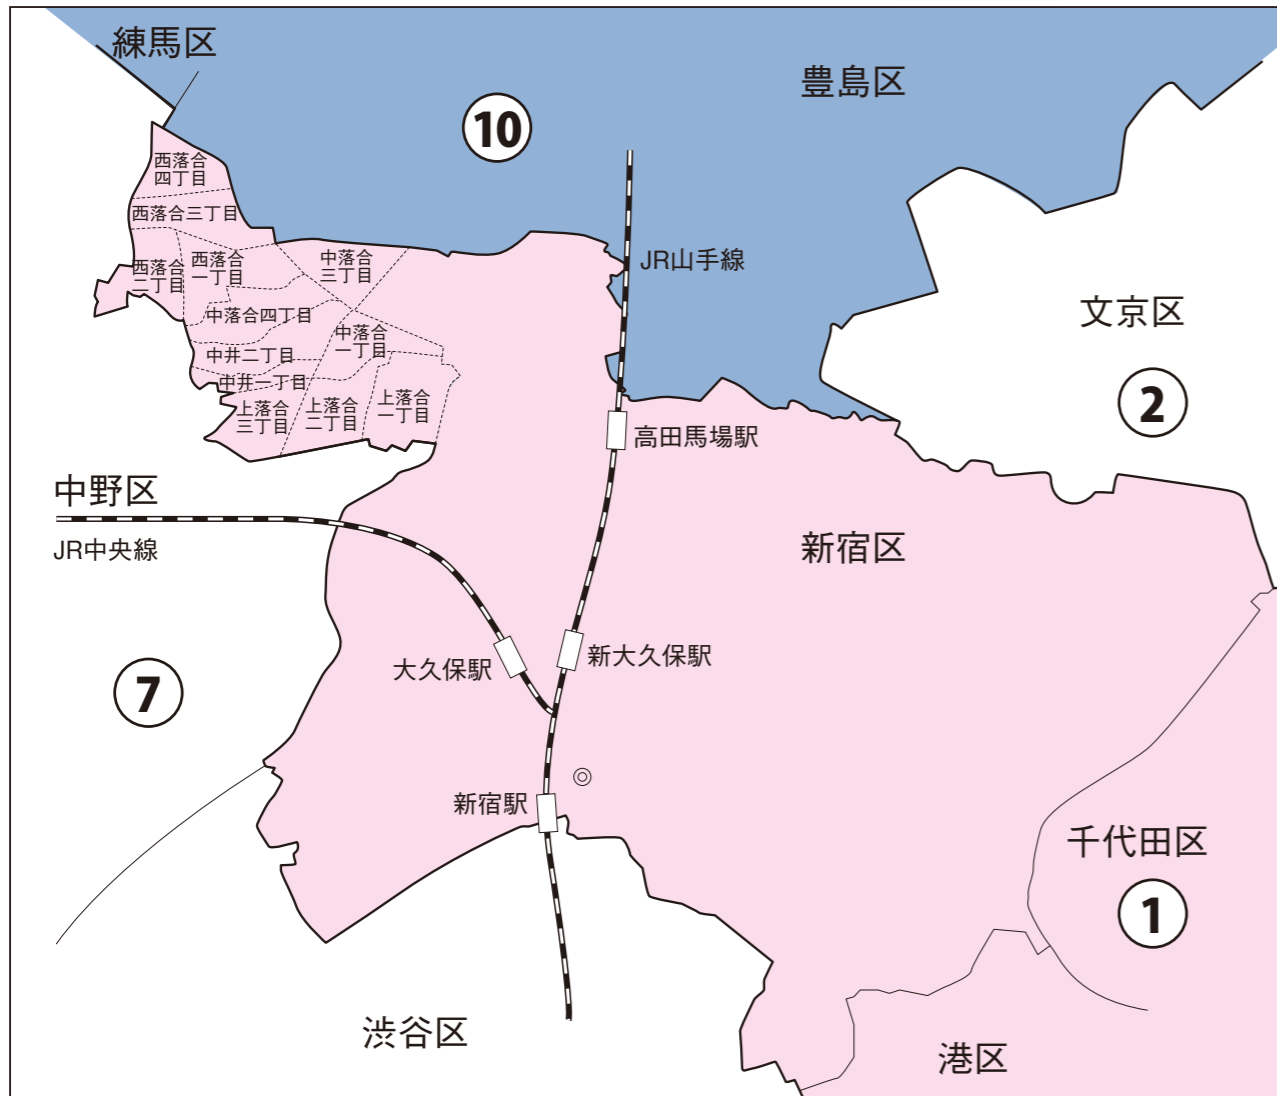 練馬区
豊島区
10
西落合
四丁目
西落合三丁目
西落合
二丁目
西落合
一丁目
中落合
三丁目
JR山手線
中落合四丁目
中落合
一丁目
文京区
2
中井二丁目
中井一丁目
上落合
三丁目
上落合
二丁目
上落合
一丁目
高田馬場駅
中野区
JR中央線
新宿区
大久保駅
新大久保駅
7
新宿駅
千代田区
1
渋谷区
港区